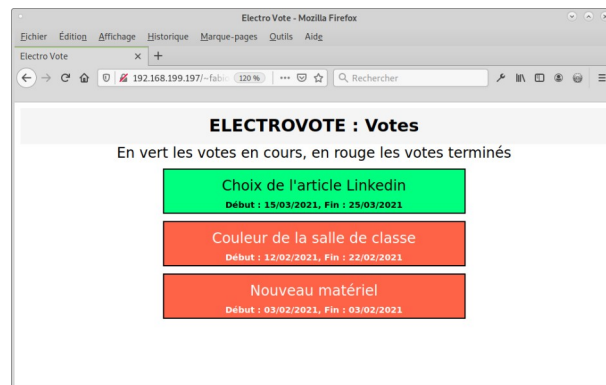 Electro Vote - Mozilla Firefox
Fichier Édition Affichage Historique Marque-pages Outils Aide
Electro Vote × +
192.168.199.197/~fabi 120 % ··· Rechercher
ELECTROVOTE : Votes
En vert les votes en cours, en rouge les votes terminés
Choix de l'article Linkedin
Début : 15/03/2021, Fin : 25/03/2021
Couleur de la salle de classe
Début : 12/02/2021, Fin : 22/02/2021
Nouveau matériel
Début : 03/02/2021, Fin : 03/02/2021